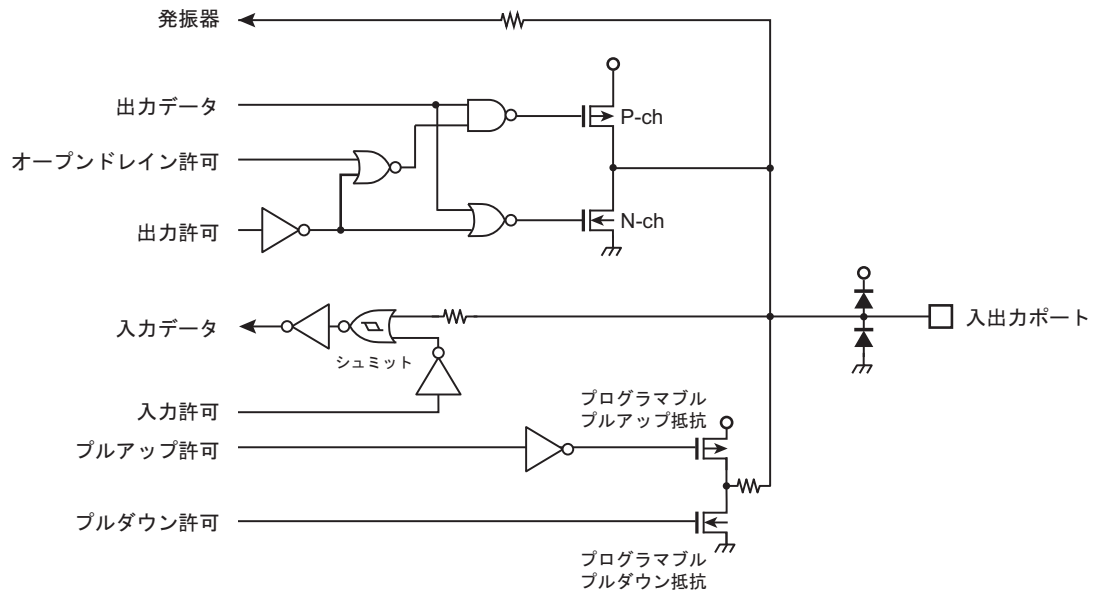 発振器
出力データ
P-ch
オープンドレイン許可
N-ch
出力許可
入出力ポート
入力データ
シュミット
入力許可
プログラマブル
プルアップ抵抗
プルアップ許可
プルダウン許可
プログラマブル
プルダウン抵抗